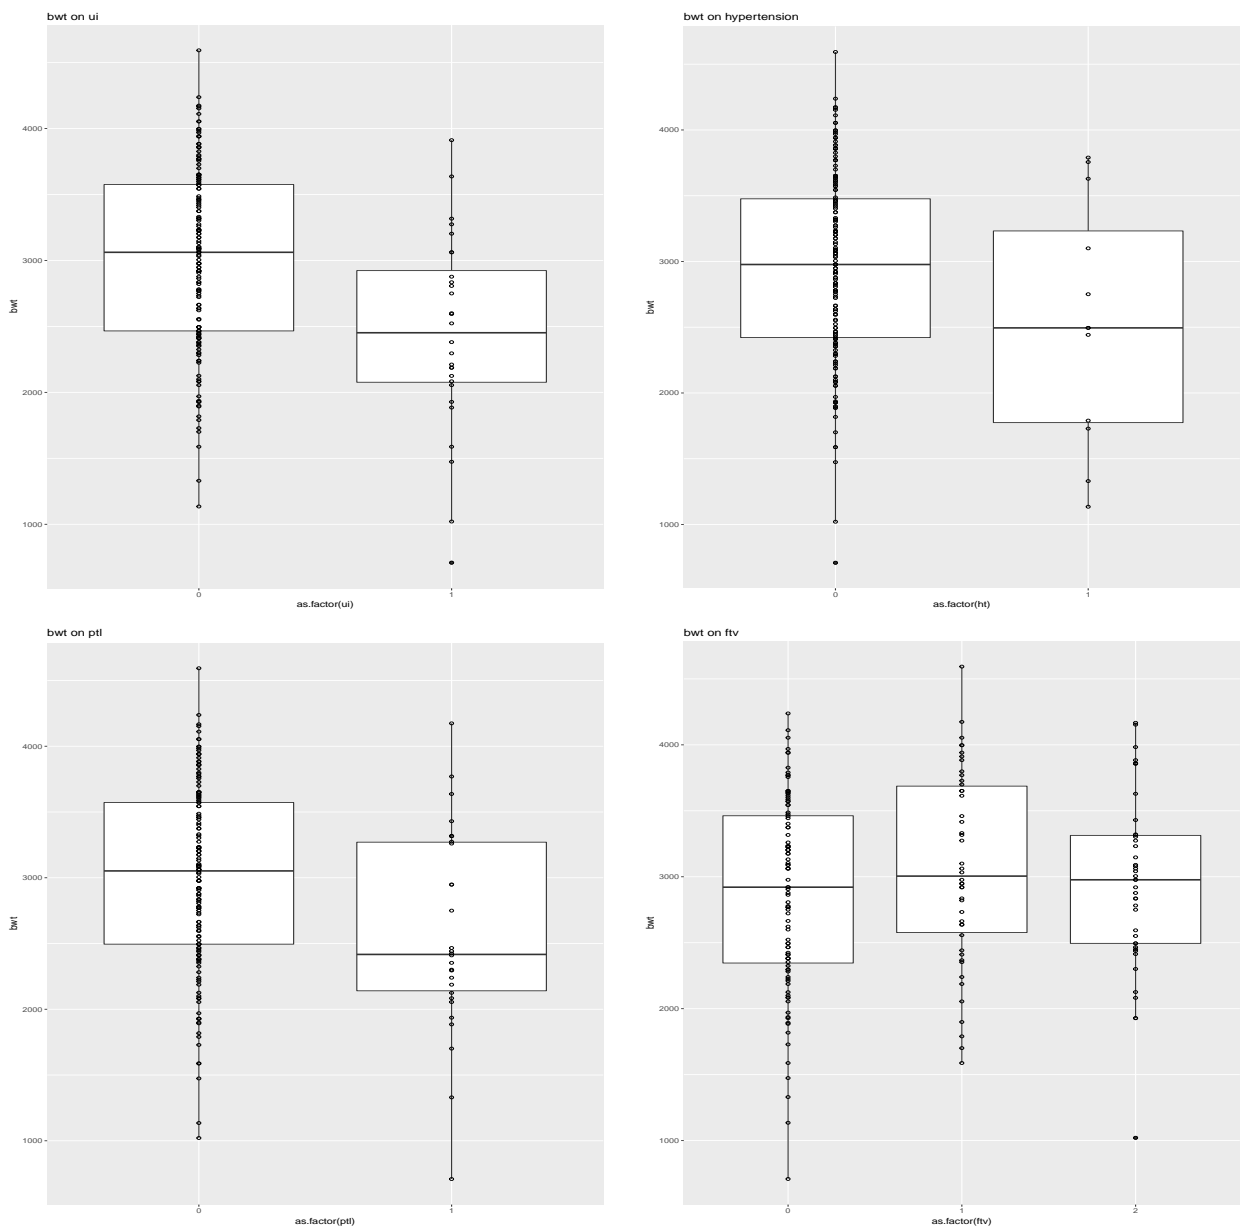 bwt on ui
bwt
4000
3000
2000
1000
0
1
as.factor(ui)
bwt on hypertension
bwt
4000
3000
2000
1000
0
1
as.factor(ht)
bwt on ptl
bwt
4000
3000
2000
1000
0
1
as.factor(ptl)
bwt on ftv
bwt
4000
3000
2000
1000
0
1
2
as.factor(ftv)